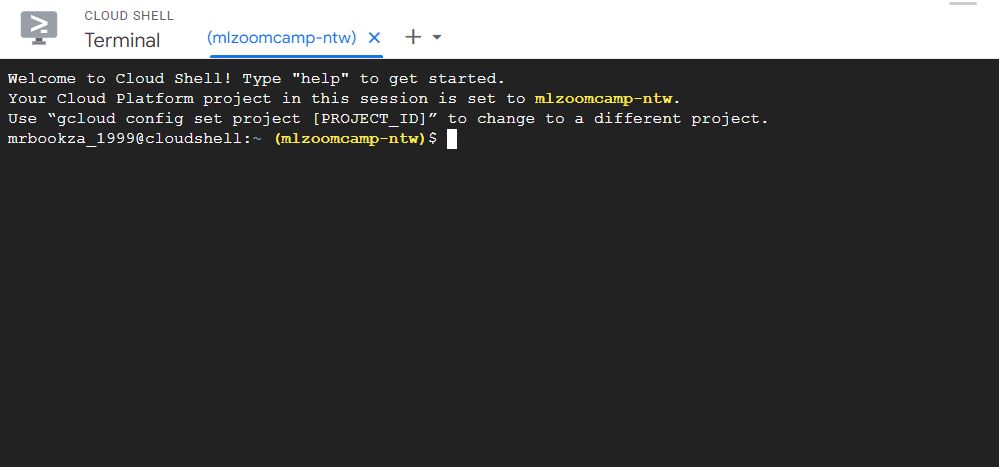 CLOUD SHELL
Terminal
(mlzoomcamp-ntw)
Welcome to Cloud Shell! Type "help" to get started.
Your Cloud Platform project in this session is set to mlzoomcamp-ntw.
Use “gcloud config set project [PROJECT_ID]” to change to a different project.
mrbookza_1999@cloudshell:~ (mlzoomcamp-ntw)$